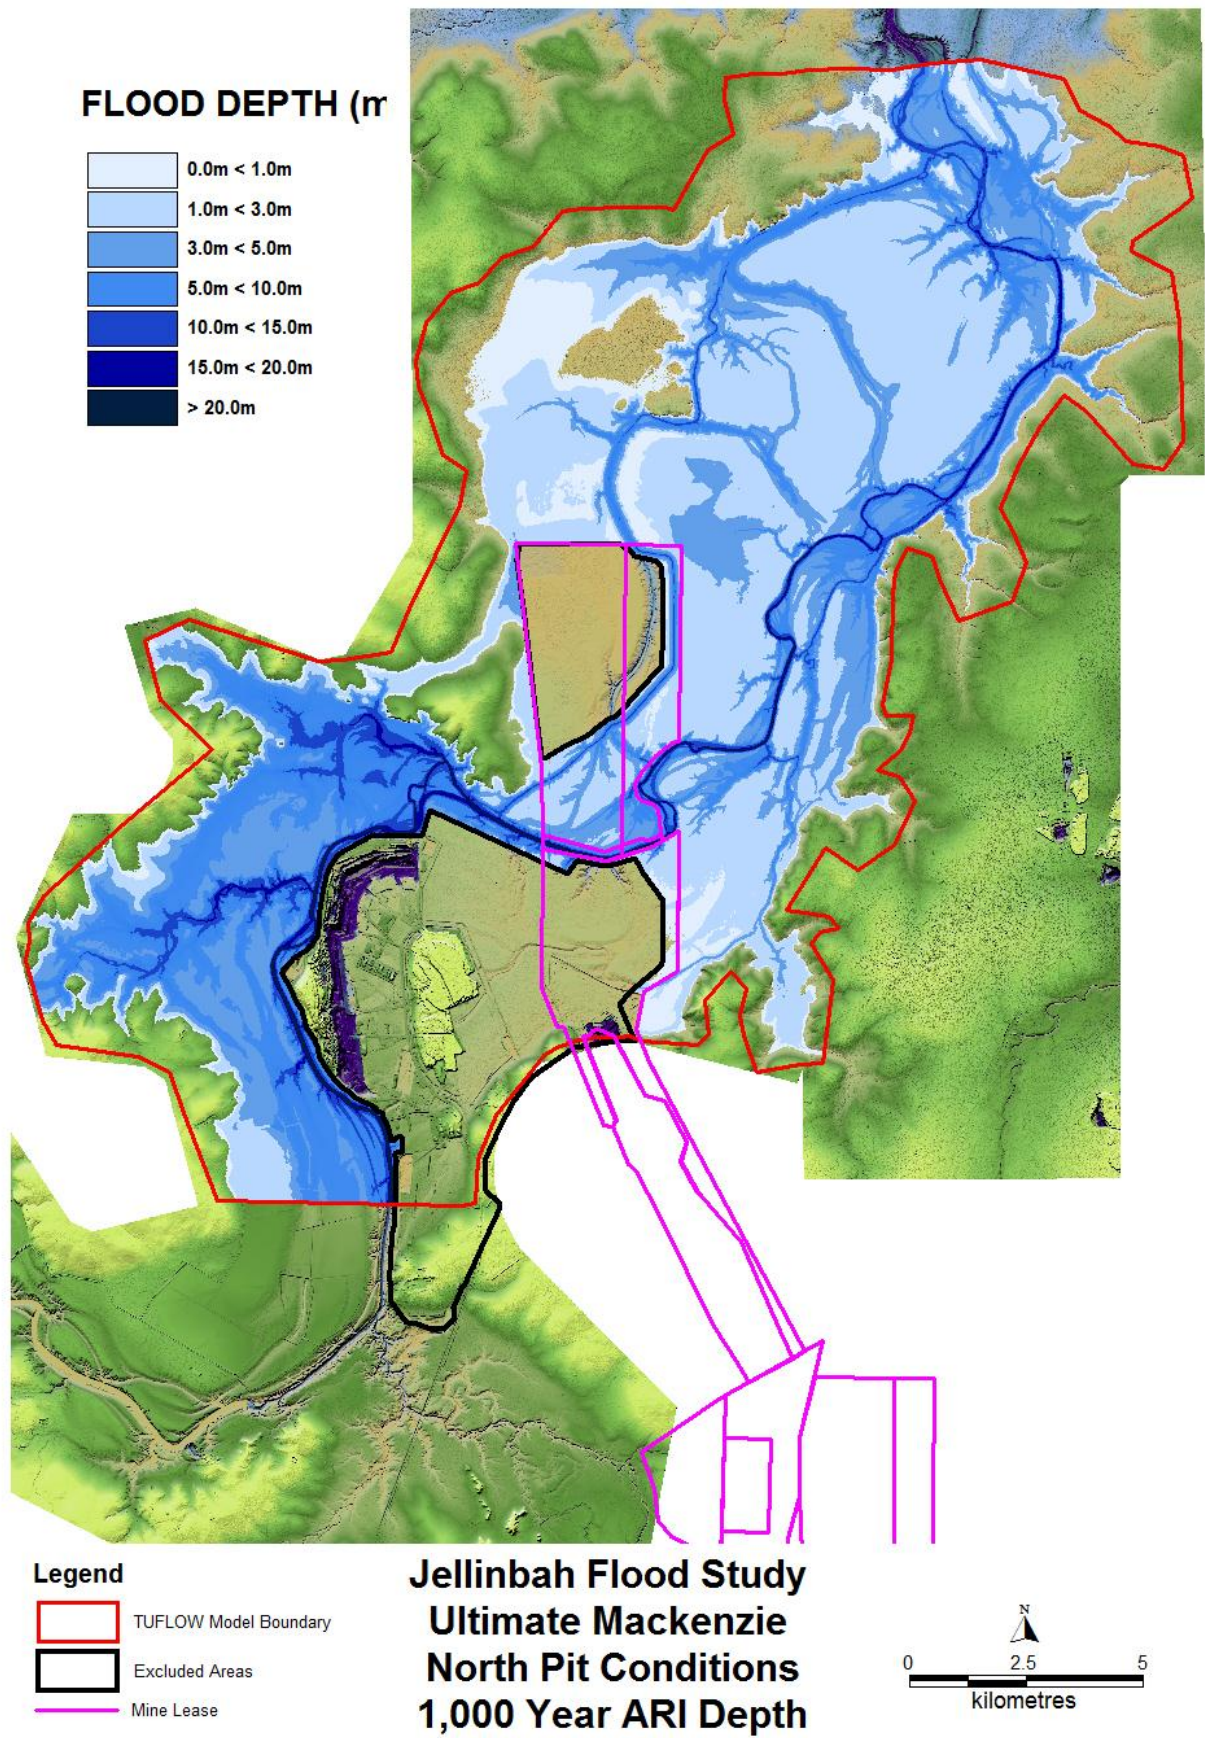 FLOOD DEPTH (m
0.0m < 1.0m
1.0m < 3.0m
3.0m < 5.0m
5.0m < 10.0m
10.0m < 15.0m
15.0m < 20.0m
> 20.0m
Legend
TUFLOW Model Boundary
Excluded Areas
Mine Lease
Jellinbah Flood Study
Ultimate Mackenzie
North Pit Conditions
1,000 Year ARI Depth
N
0 2.5 5
kilometres